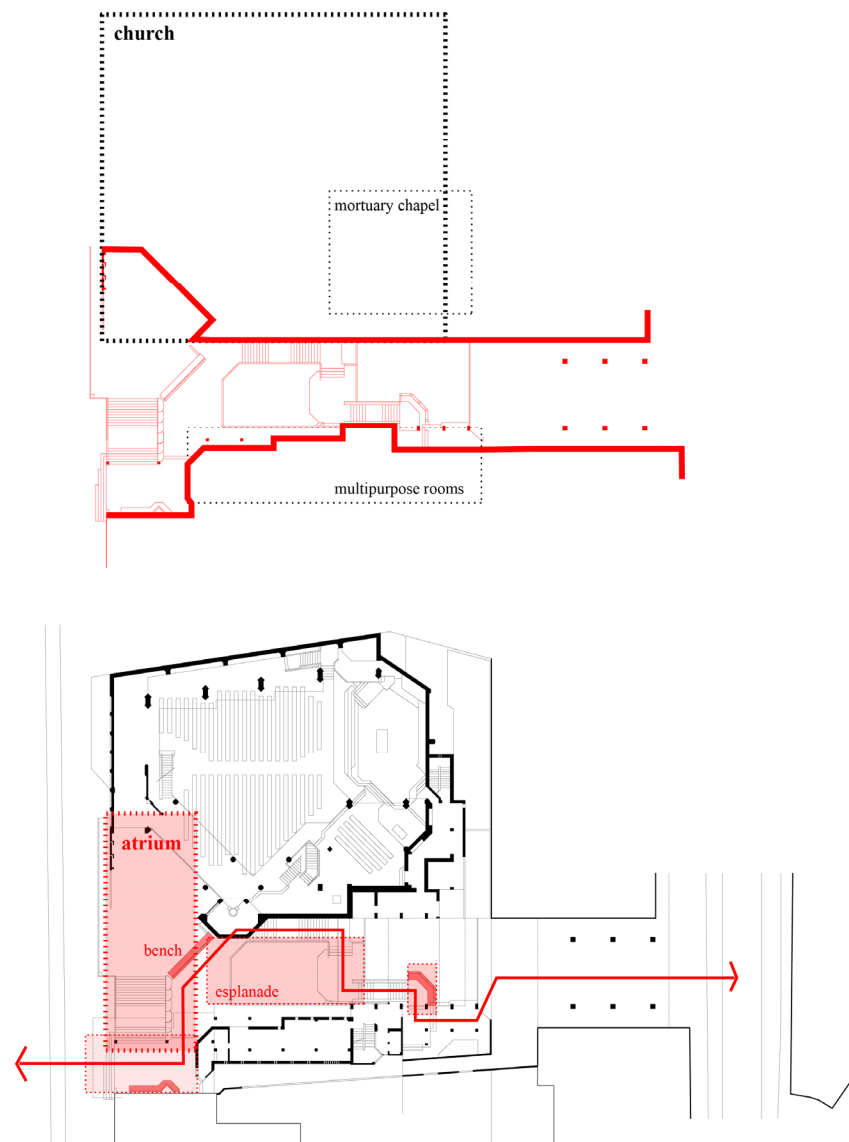 church
mortuary chapel
multipurpose rooms
atrium
bench
esplanade